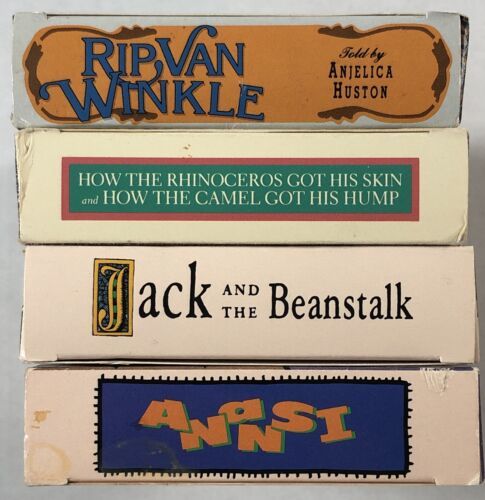 RIP VAN
WINKLE
Told by
ANJELICA
HUSTON
HOW THE RHINOCEROS GOT HIS SKIN
and HOW THE CAMEL GOT HIS HUMP
Jack AND THE Beanstalk
ANANSI